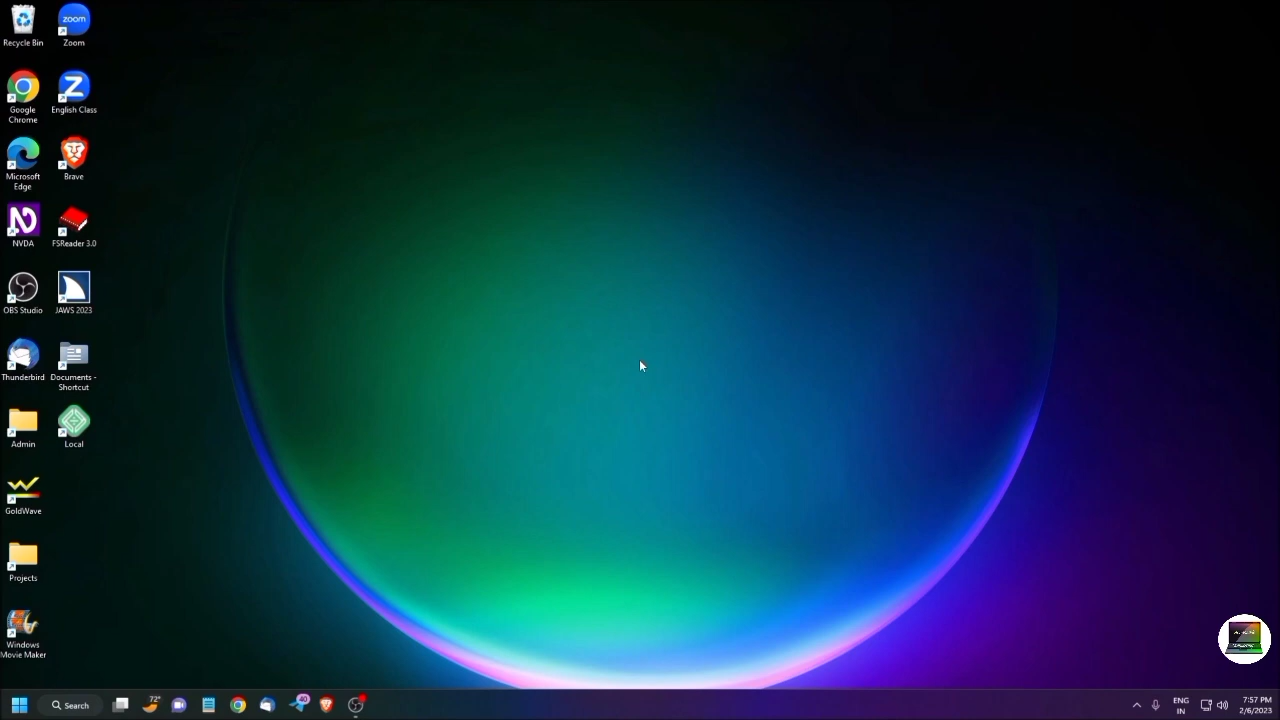 Recycle Bin
zoom
Zoom
Google
Chrome
English Class
Microsoft
Edge
Brave
NVDA
FSReader 3.0
OBS Studio
JAWS 2023
Thunderbird
Documents -
Shortcut
Admin
Local
GoldWave
Projects
Windows
Movie Maker
Search
72°
40
ENG
IN
7:57 PM
2/6/2023